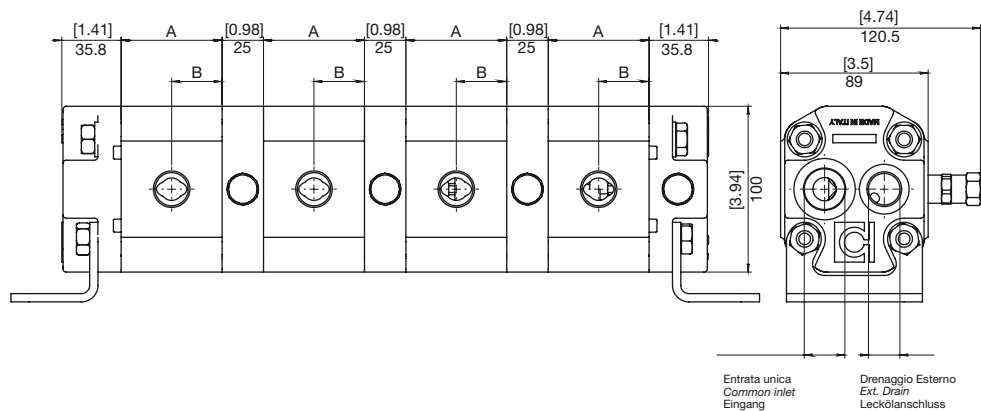 [1.41]
35.8
A
[0.98]
25
A
[0.98]
25
A
[0.98]
25
A
[1.41]
35.8
B
B
B
B
[4.74]
120.5
[3.5]
89
MADE IN ITALY
[3.94]
100
Entrata unica
Common inlet
Eingang
Drenaggio Esterno
Ext. Drain
Leckölanschluss